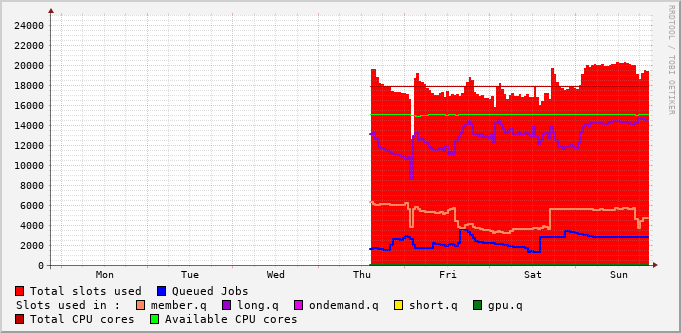 RRDTOOL / TOBI OETIKER
24000
22000
20000
18000
16000
14000
12000
10000
8000
6000
4000
2000
0
Mon Tue Wed Thu Fri Sat Sun
Total slots used Queued Jobs
Slots used in : member.q long.q ondemand.q short.q gpu.q
Total CPU cores Available CPU cores